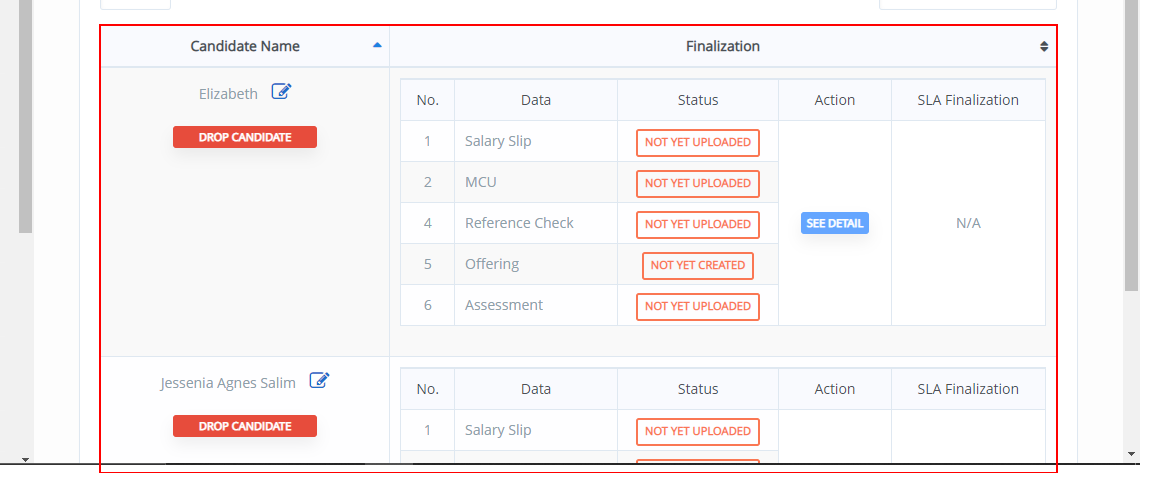 Candidate Name Finalization
Elizabeth
DROP CANDIDATE
No. Data Status Action SLA Finalization
1 Salary Slip NOT YET UPLOADED
2 MCU NOT YET UPLOADED
4 Reference Check NOT YET UPLOADED SEE DETAIL N/A
5 Offering NOT YET CREATED
6 Assessment NOT YET UPLOADED
Jessenia Agnes Salim
DROP CANDIDATE
No. Data Status Action SLA Finalization
1 Salary Slip NOT YET UPLOADED